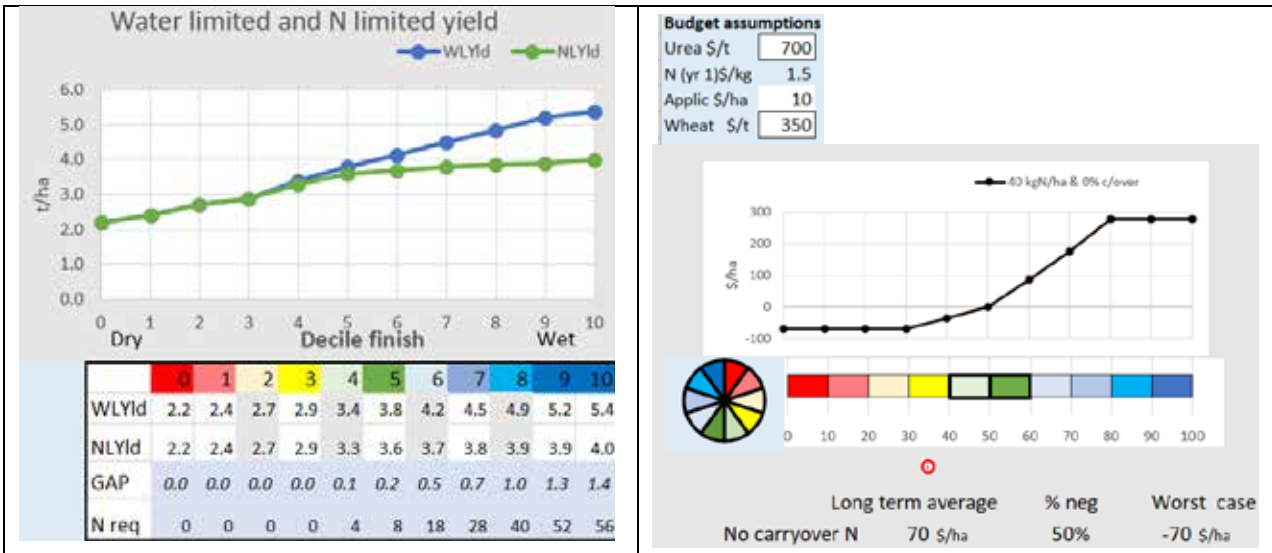 Water limited and N limited yield
WLYld NLYld
6.0
5.0
4.0
3.0
2.0
1.0
0.0
t/ha
0 1 2 3 4 5 6 7 8 9 10
Dry Decile finish Wet
0 1 2 3 4 5 6 7 8 9 10
WLYld 2.2 2.4 2.7 2.9 3.4 3.8 4.2 4.5 4.9 5.2 5.4
NLYld 2.2 2.4 2.7 2.9 3.3 3.6 3.7 3.8 3.9 3.9 4.0
GAP 0.0 0.0 0.0 0.0 0.1 0.2 0.5 0.7 1.0 1.3 1.4
N req 0 0 0 0 4 8 18 28 40 52 56
Budget assumptions
Urea $/t 700
N (yr 1)$/kg 1.5
Applic $/ha 10
Wheat $/t 350
40 kgN/ha & 0% c/over
300
200
100
0
-100
$/ha
0 10 20 30 40 50 60 70 80 90 100
Long term average % neg Worst case
No carryover N 70 $/ha 50% -70 $/ha